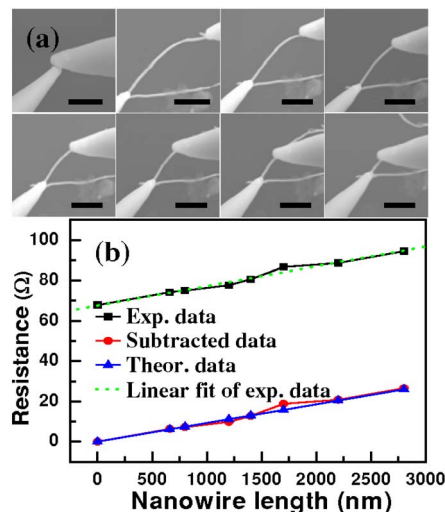 (a)
(b)
100
80
60
40
20
0
Resistance (Ω)
Exp. data
Subtracted data
Theor. data
Linear fit of exp. data
0 500 1000 1500 2000 2500 3000
Nanowire length (nm)